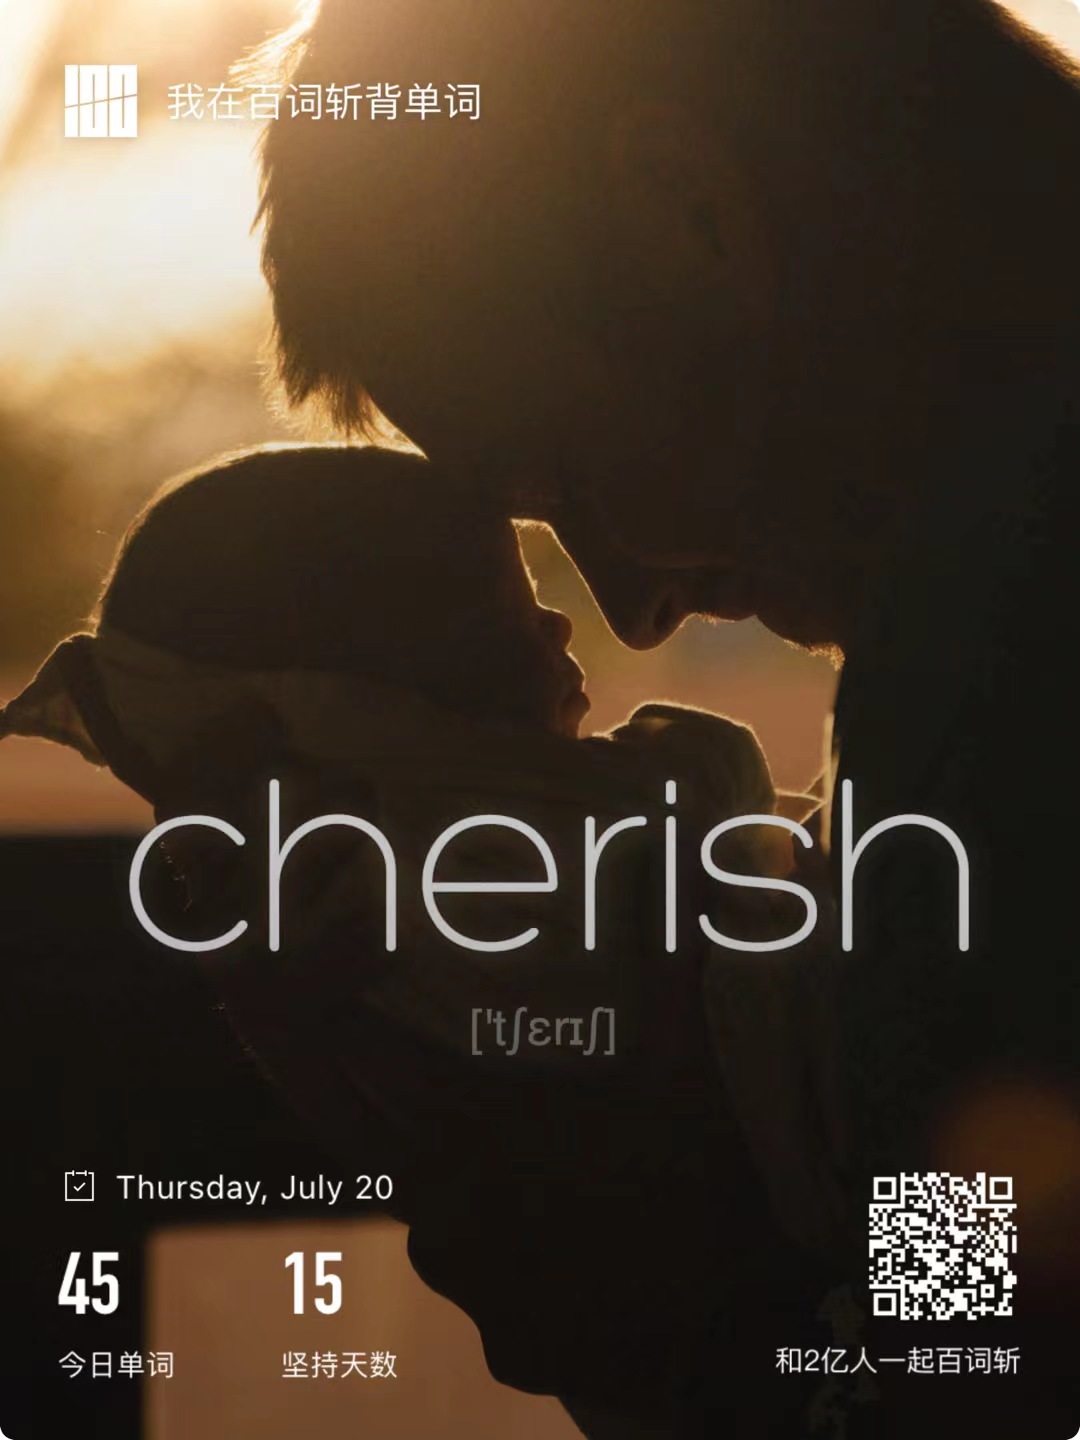 100 我在百词斩背单词
cherish
['tʃɛrɪʃ]
Thursday, July 20
45 15
今日单词 坚持天数
和2亿人一起百词斩